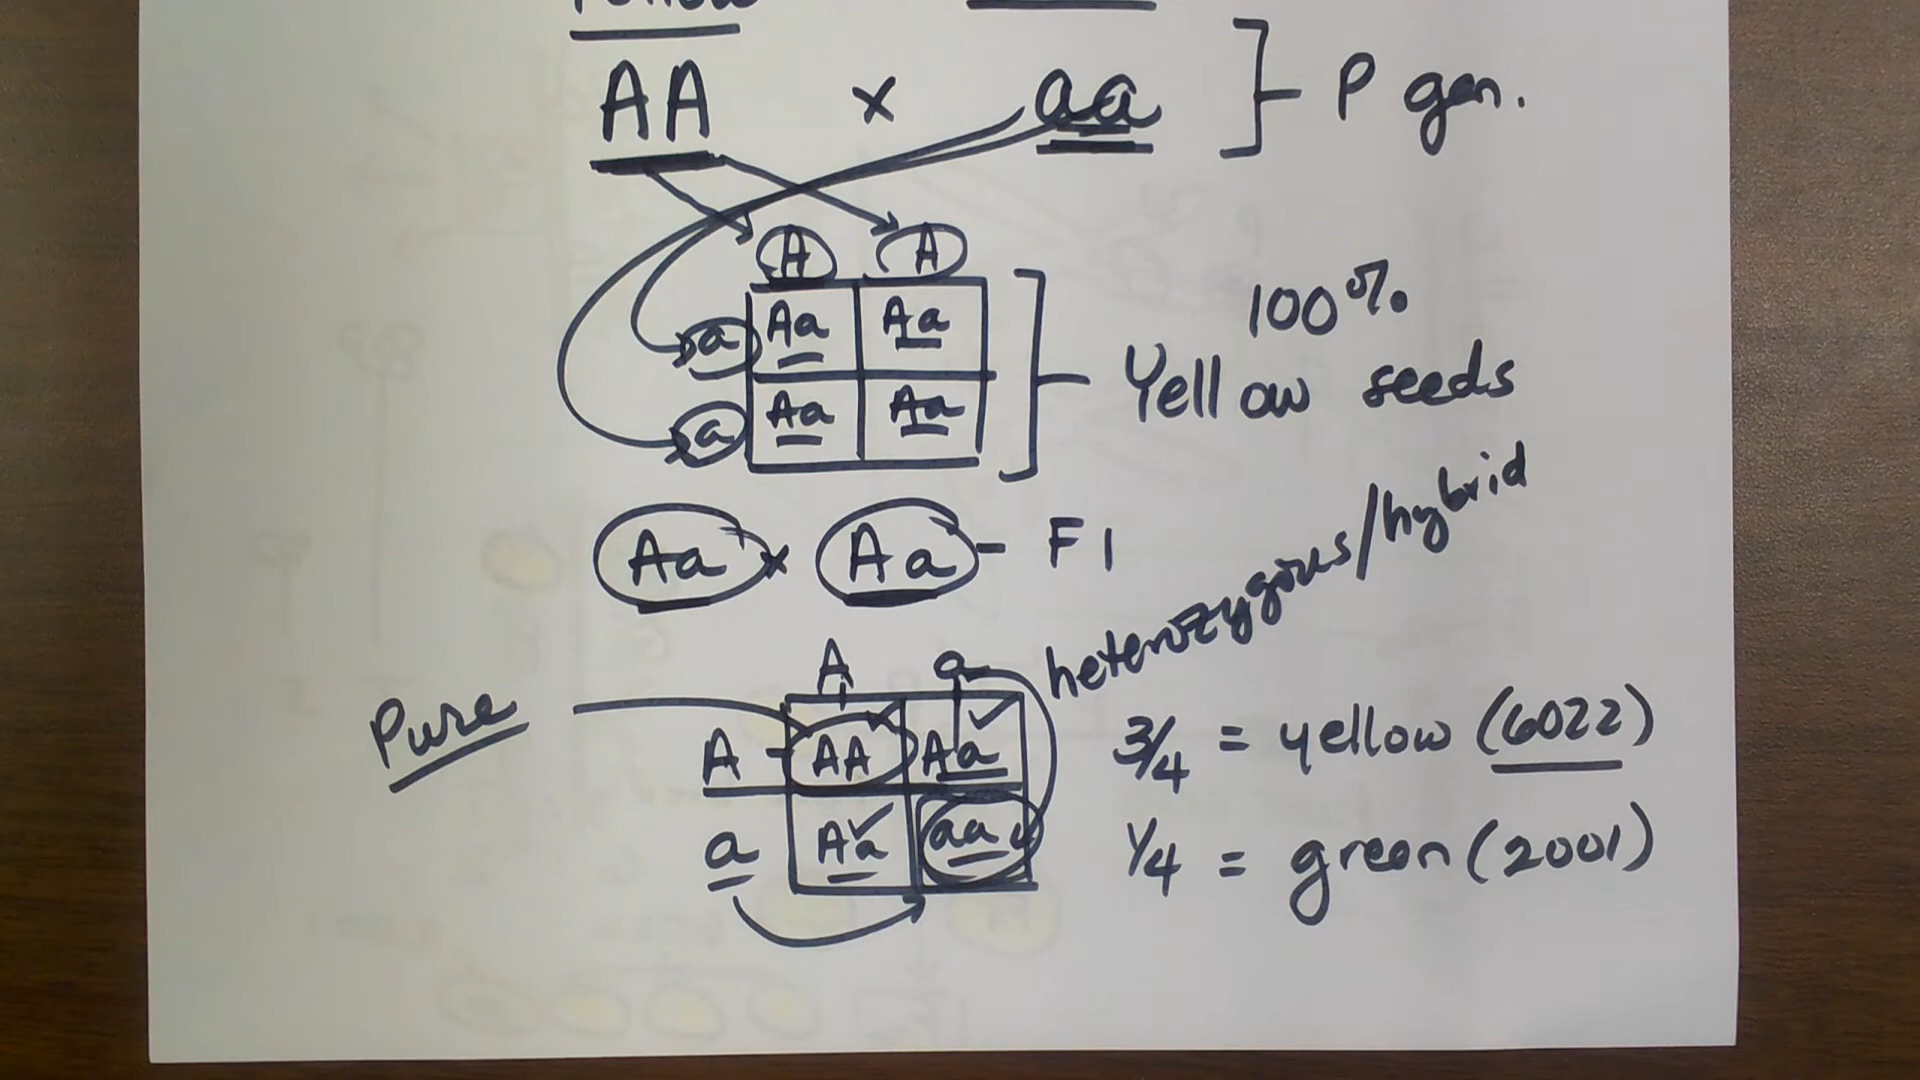 Yellow
AA x aa P gen.
A A
a Aa Aa
a Aa Aa
100%
Yellow seeds
Aa x Aa - F1
heterozygous/hybrid
A a
Pure
A AA Aa
a Aa aa
3/4 = yellow (6022)
1/4 = green (2001)